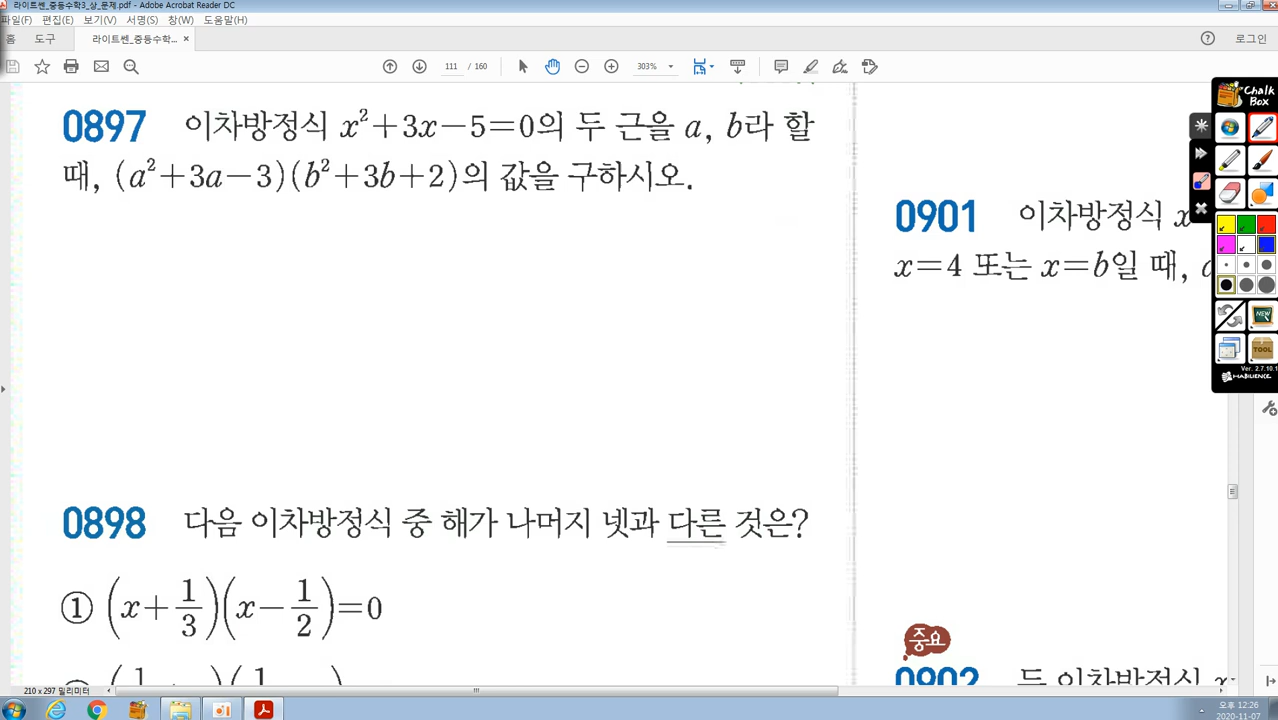 라이트쎈_중등수학3_상_문제.pdf - Adobe Acrobat Reader DC
파일(F) 편집(E) 보기(V) 서명(S) 창(W) 도움말(H)
홈 도구 라이트쎈_중등수학... × 로그인
111 / 160 303%
0897 이차방정식 x²+3x-5=0의 두 근을 a, b라 할
때, (a²+3a-3)(b²+3b+2)의 값을 구하시오.
0898 다음 이차방정식 중 해가 나머지 넷과 다른 것은?
① (x+1/3)(x-1/2)=0
0901 이차방정식 x
x=4 또는 x=b일 때,
중요
0902 두 이차방정식 x
Chalk
Box
NEW
TOOL
Ver. 2.7.10.1
HABILIENCE
210 x 297 밀리미터
오후 12:26
2020-11-07